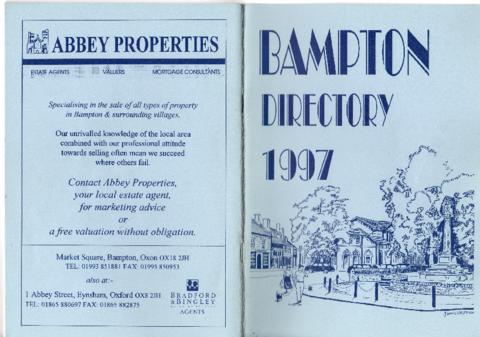 ABBEY PROPERTIES
ESTATE AGENTS VALUERS MORTGAGE CONSULTANTS
Specialising in the sale of all types of property
in Bampton & surrounding villages.
Our unrivalled knowledge of the local area
combined with our professional attitude
towards selling often mean we succeed
where others fail.
Contact Abbey Properties,
your local estate agent,
for marketing advice
or
a free valuation without obligation.
Market Square, Bampton, Oxon OX18 2JH
TEL: 01993 851881 FAX: 01993 850953
also at:-
1 Abbey Street, Eynsham, Oxford OX8 2JH
TEL: 01865 880697 FAX: 01865 882875
BRADFORD
& BINGLEY
AGENTS
BAMPTON
DIRECTORY
1997